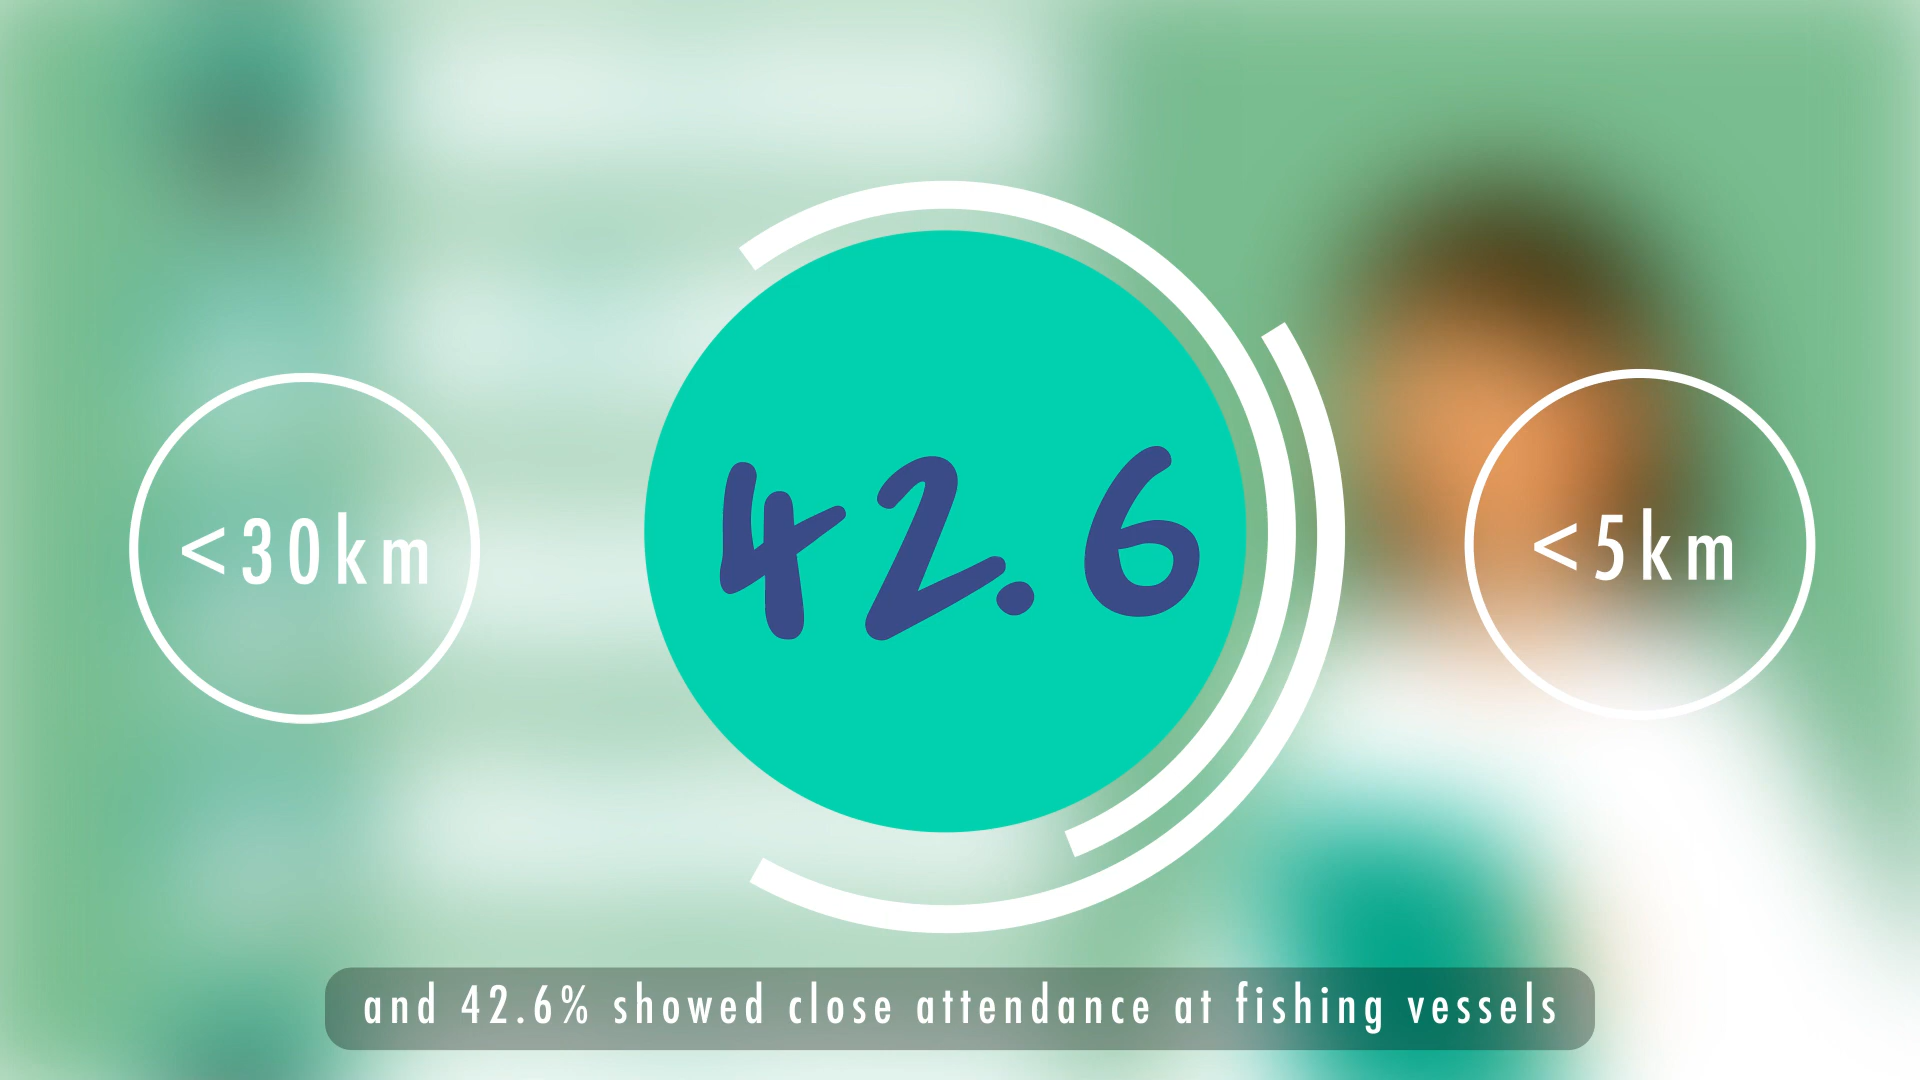 <30km
42.6
<5km
and 42.6% showed close attendance at fishing vessels